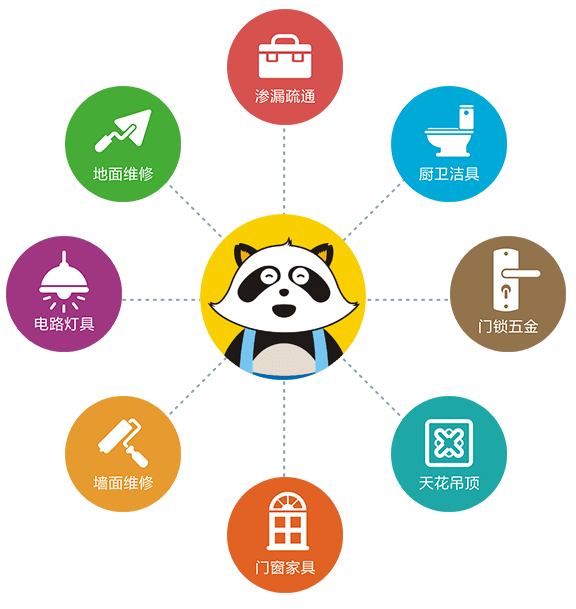 渗漏疏通
地面维修
厨卫洁具
电路灯具
门锁五金
墙面维修
天花吊顶
门窗家具